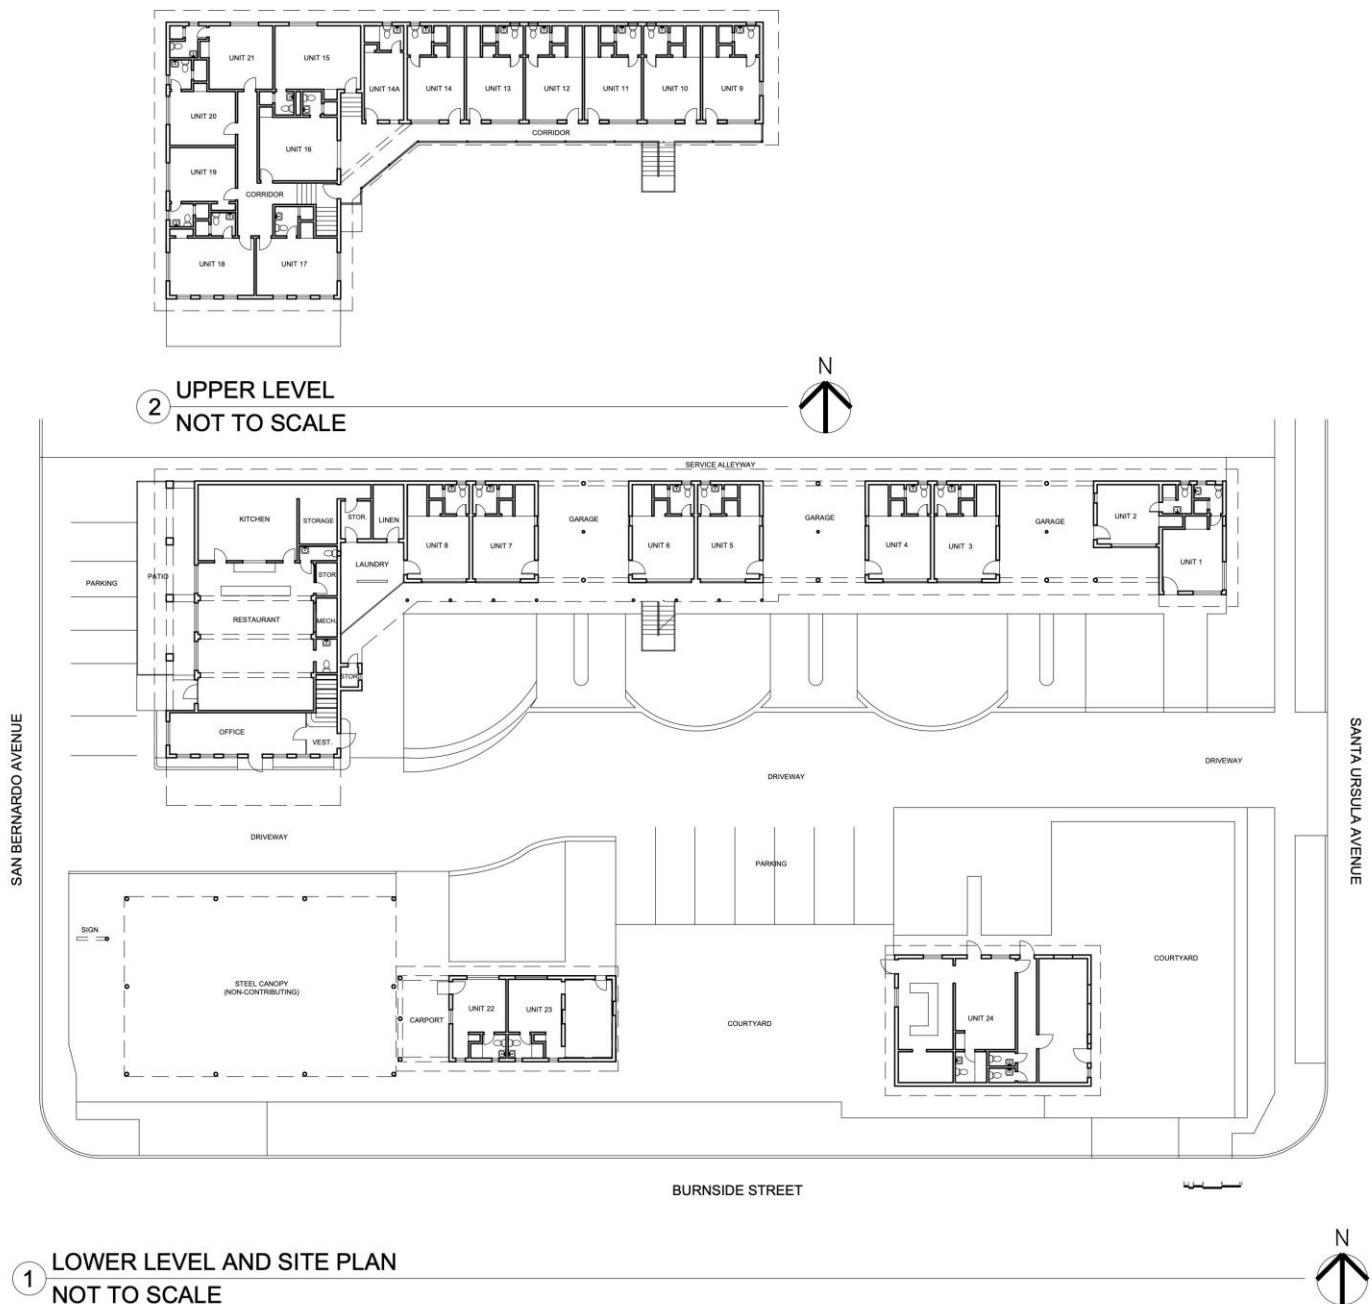 UNIT 21
UNIT 15
UNIT 14A
UNIT 14
UNIT 13
UNIT 12
UNIT 11
UNIT 10
UNIT 9
UNIT 20
CORRIDOR
UNIT 16
UNIT 19
CORRIDOR
UNIT 18
UNIT 17
N
2
UPPER LEVEL
NOT TO SCALE
SERVICE ALLEYWAY
KITCHEN
STORAGE
STOR.
LINEN
GARAGE
GARAGE
GARAGE
UNIT 2
UNIT 8
UNIT 7
UNIT 6
UNIT 5
UNIT 4
UNIT 3
UNIT 1
LAUNDRY
PARKING
PATIO
STOR
RESTAURANT
MECH.
STOR
OFFICE
VEST.
SAN BERNARDO AVENUE
SANTA URSULA AVENUE
DRIVEWAY
DRIVEWAY
DRIVEWAY
PARKING
SIGN
STEEL CANOPY
(NON-CONTRIBUTING)
CARPORT
UNIT 22
UNIT 23
COURTYARD
UNIT 24
COURTYARD
BURNSIDE STREET
N
1
LOWER LEVEL AND SITE PLAN
NOT TO SCALE